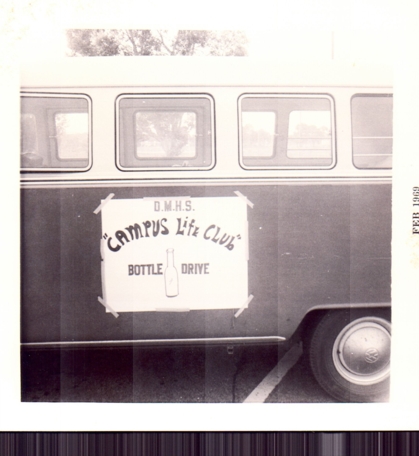 D.M.H.S.
"CAMPUS LifE CLUB"
BOTTLE DRIVE
FEB 1969